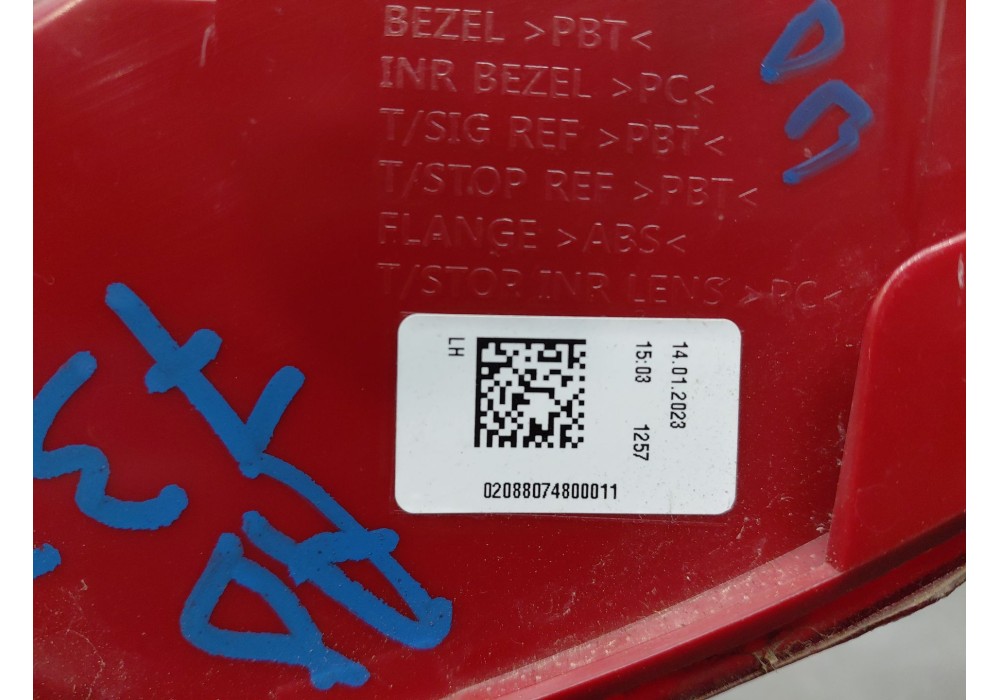 BEZEL >PBT<
INR BEZEL >PC<
T/SIG REF >PBT<
T/STOP REF >PBT<
FLANGE >ABS<
T/STOP INR LENS >PC<
LH
14.01.2023
15:03 1257
02088074800011